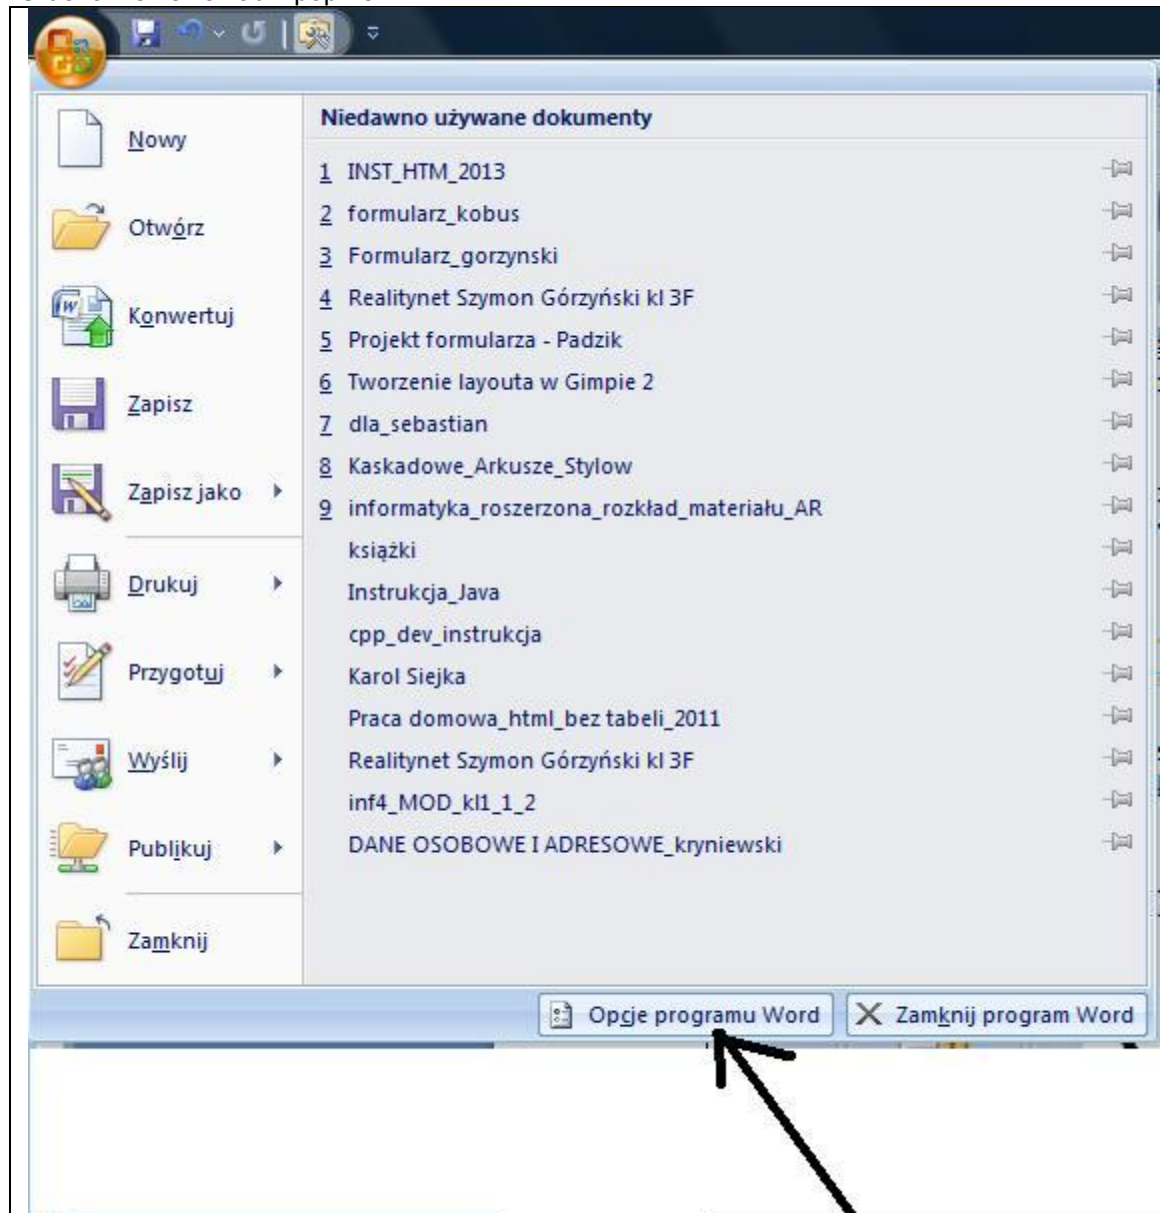 Niedawno używane dokumenty
Nowy
Otwórz
Konwertuj
Zapisz
Zapisz jako
Drukuj
Przygotuj
Wyślij
Publikuj
Zamknij
1 INST_HTM_2013
2 formularz_kobus
3 Formularz_gorzynski
4 Realitynet Szymon Górzyński kl 3F
5 Projekt formularza - Padzik
6 Tworzenie layouta w Gimpie 2
7 dla_sebastian
8 Kaskadowe_Arkusze_Stylow
9 informatyka_roszerzona_rozkład_materiału_AR
książki
Instrukcja_Java
cpp_dev_instrukcja
Karol Siejka
Praca domowa_html_bez tabeli_2011
Realitynet Szymon Górzyński kl 3F
inf4_MOD_kl1_1_2
DANE OSOBOWE I ADRESOWE_kryniewski
Opcje programu Word
Zamknij program Word